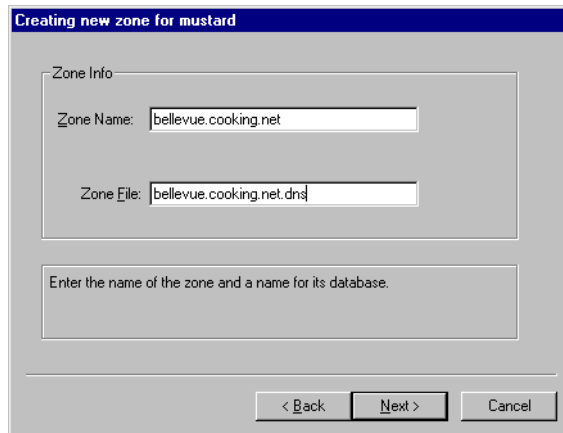 Creating new zone for mustard
Zone Info
Zone Name: bellevue.cooking.net
Zone File: bellevue.cooking.net.dns
Enter the name of the zone and a name for its database.
< Back Next > Cancel